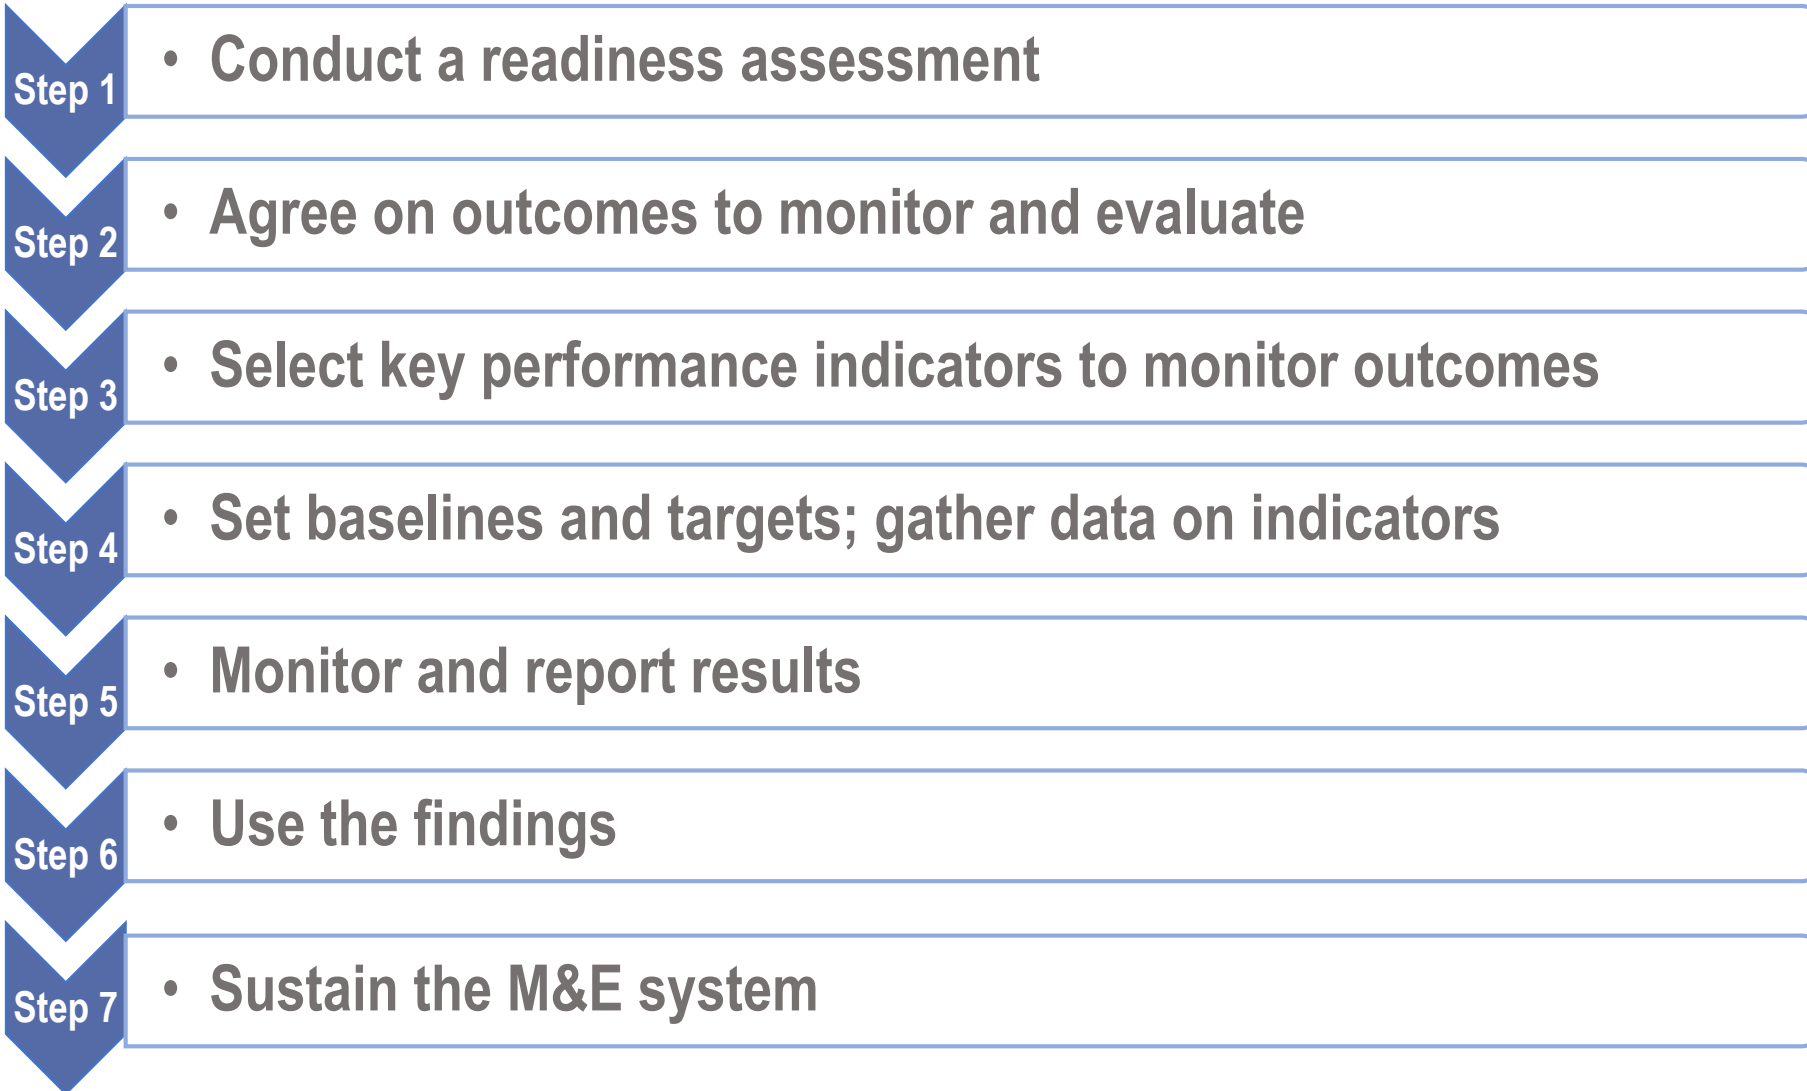 Step 1
• Conduct a readiness assessment
Step 2
• Agree on outcomes to monitor and evaluate
Step 3
• Select key performance indicators to monitor outcomes
Step 4
• Set baselines and targets; gather data on indicators
Step 5
• Monitor and report results
Step 6
• Use the findings
Step 7
• Sustain the M&E system